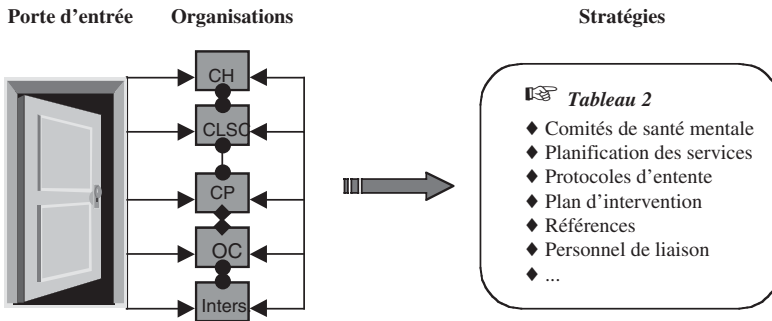 Porte d'entrée
Organisations
Stratégies
CH
CLSC
CP
OC
Inters
☞ Tableau 2
♦ Comités de santé mentale
♦ Planification des services
♦ Protocoles d'entente
♦ Plan d'intervention
♦ Références
♦ Personnel de liaison
♦ ...